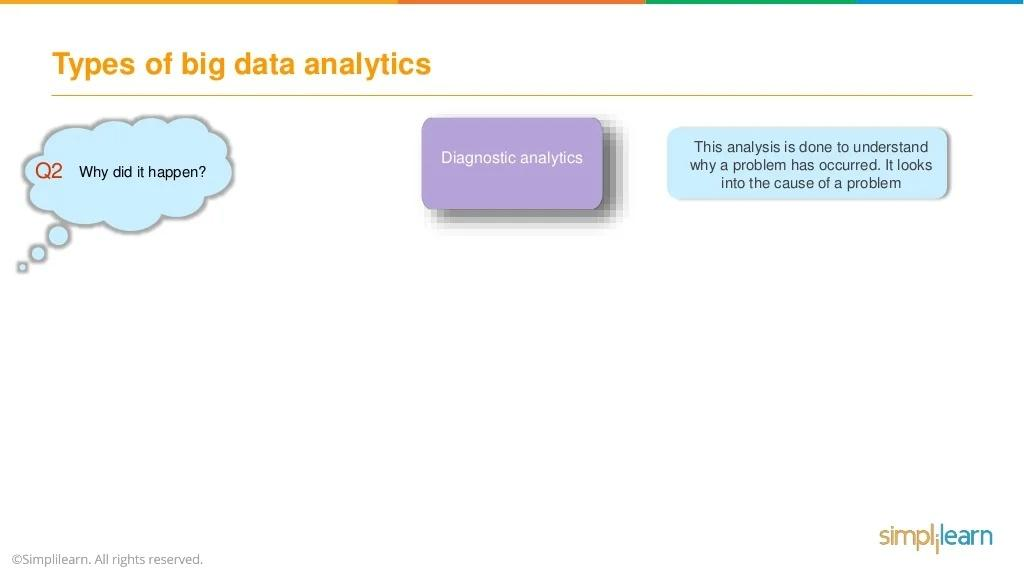 Types of big data analytics
Q2 Why did it happen?
Diagnostic analytics
This analysis is done to understand
why a problem has occurred. It looks
into the cause of a problem
simplilearn
©Simplilearn. All rights reserved.